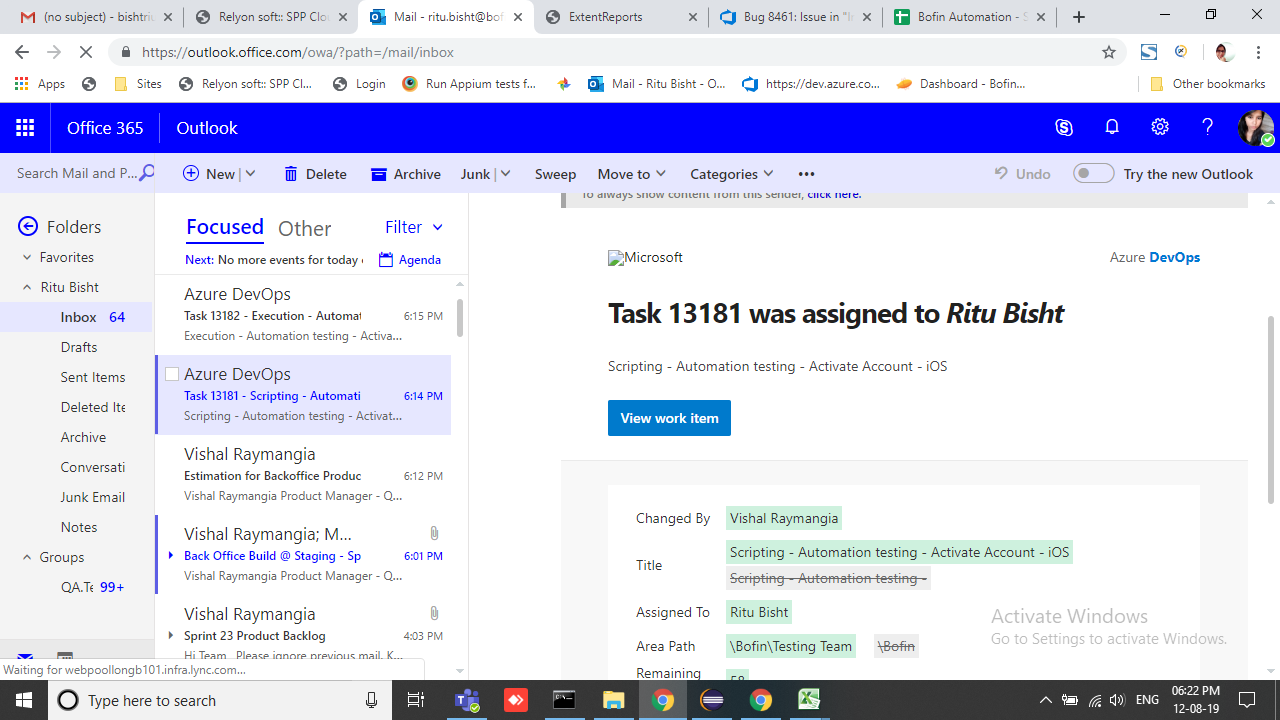 (no subject) - bishtriu
Relyon soft:: SPP Clou
Mail - ritu.bisht@bof
ExtentReports
Bug 8461: Issue in "In
Bofin Automation - S
https://outlook.office.com/owa/?path=/mail/inbox
Apps
Sites
Relyon soft:: SPP Cl...
Login
Run Appium tests f...
Mail - Ritu Bisht - O...
https://dev.azure.co...
Dashboard - Bofin...
Other bookmarks
Office 365
Outlook
Search Mail and P...
New
Delete
Archive
Junk
Sweep
Move to
Categories
Undo
Try the new Outlook
Folders
Favorites
Ritu Bisht
Inbox 64
Drafts
Sent Items
Deleted Ite
Archive
Conversati
Junk Email
Notes
Groups
QA.Te 99+
Focused Other Filter
Next: No more events for today Agenda
Azure DevOps
Task 13182 - Execution - Automat 6:15 PM
Execution - Automation testing - Activa...
Azure DevOps
Task 13181 - Scripting - Automati 6:14 PM
Scripting - Automation testing - Activat...
Vishal Raymangia
Estimation for Backoffice Produc 6:12 PM
Vishal Raymangia Product Manager - Q...
Vishal Raymangia; M...
Back Office Build @ Staging - Sp 6:01 PM
Vishal Raymangia Product Manager - Q...
Vishal Raymangia
Sprint 23 Product Backlog 4:03 PM
Hi Team, Please ignore previous mail. K...
To always show content from this sender, click here.
Microsoft
Azure DevOps
Task 13181 was assigned to Ritu Bisht
Scripting - Automation testing - Activate Account - iOS
View work item
Changed By Vishal Raymangia
Title
Scripting - Automation testing - Activate Account - iOS
Scripting - Automation testing -
Assigned To Ritu Bisht
Area Path \Bofin\Testing Team \Bofin
Remaining
58
Activate Windows
Go to Settings to activate Windows.
Waiting for webpoollongb101.infra.lync.com...
Type here to search
ENG
06:22 PM
12-08-19